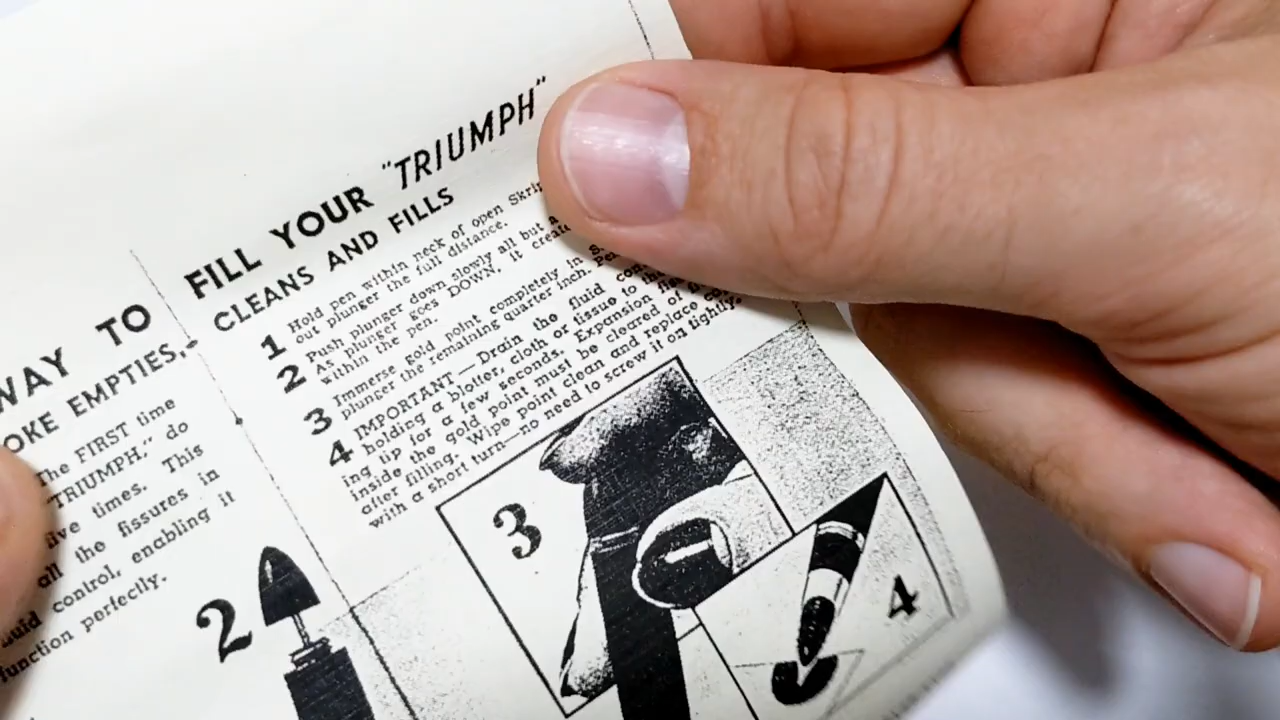 WAY TO
OKE EMPTIES,
The FIRST time
"TRIUMPH," do
five times. This
all the fissures in
fluid control, enabling it
function perfectly.
2
FILL YOUR "TRIUMPH"
CLEANS AND FILLS
1 Hold pen within neck of open
out plunger the full distance.
2 Push plunger down slowly all but a
As plunger goes DOWN, it
within the pen.
3 Immerse gold point completely in
plunger the remaining quarter inch.
4 IMPORTANT — Drain the fluid
holding a blotter, cloth or tissue to
ing tip for a few seconds. Expansion
inside the gold point must be cleared of
after filling. Wipe point clean and replace
with a short turn—no need to screw it on tightly.
3
4